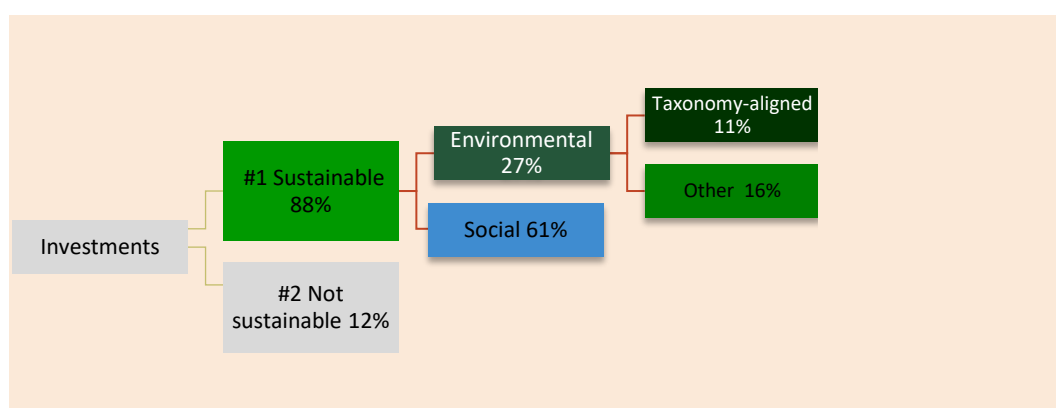 Investments
#1 Sustainable
88%
#2 Not
sustainable 12%
Environmental
27%
Social 61%
Taxonomy-aligned
11%
Other 16%